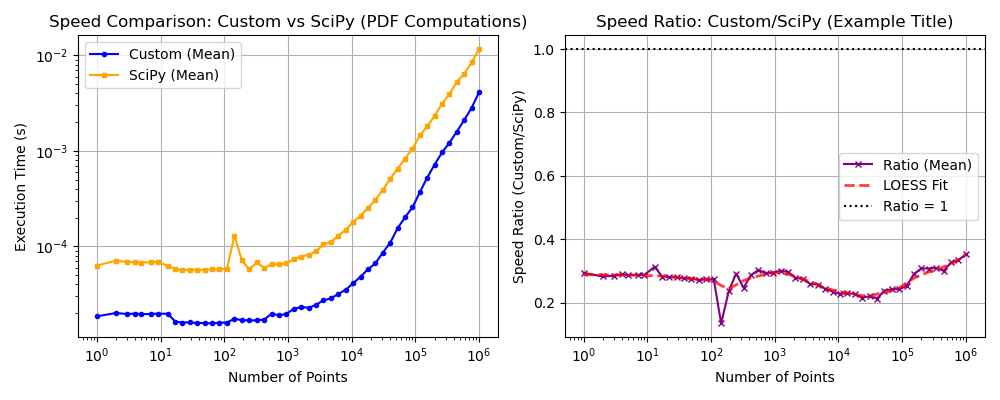 Speed Comparison: Custom vs SciPy (PDF Computations)
Execution Time (s)
10⁻²
10⁻³
10⁻⁴
Custom (Mean)
SciPy (Mean)
10⁰ 10¹ 10² 10³ 10⁴ 10⁵ 10⁶
Number of Points
Speed Ratio: Custom/SciPy (Example Title)
Speed Ratio (Custom/SciPy)
1.0
0.8
0.6
0.4
0.2
Ratio (Mean)
LOESS Fit
Ratio = 1
10⁰ 10¹ 10² 10³ 10⁴ 10⁵ 10⁶
Number of Points